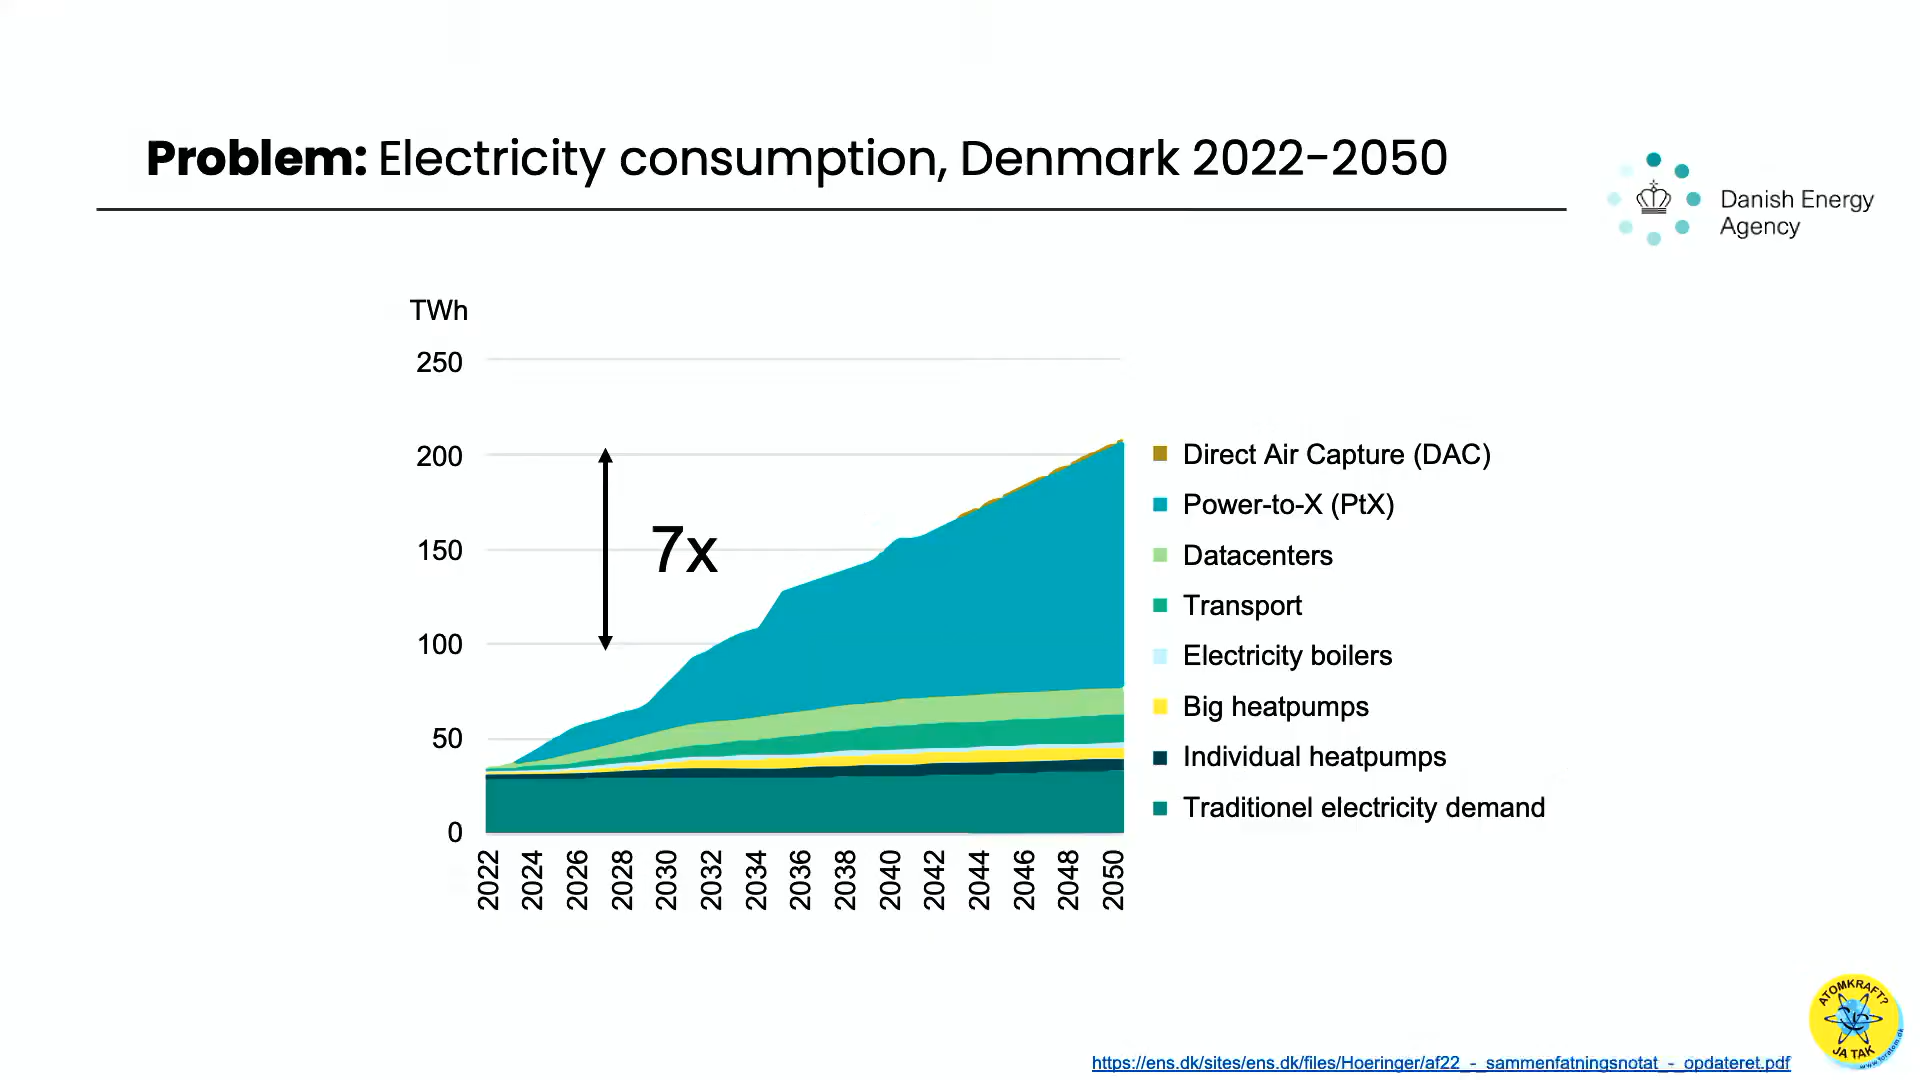 Problem: Electricity consumption, Denmark 2022-2050
Danish Energy
Agency
TWh
250
200
150
100
50
0
7x
2022
2024
2026
2028
2030
2032
2034
2036
2038
2040
2042
2044
2046
2048
2050
Direct Air Capture (DAC)
Power-to-X (PtX)
Datacenters
Transport
Electricity boilers
Big heatpumps
Individual heatpumps
Traditionel electricity demand
ATOMKRAFT?
JA TAK
https://ens.dk/sites/ens.dk/files/Hoeringer/af22_-_sammenfatningsnotat_-_opdateret.pdf